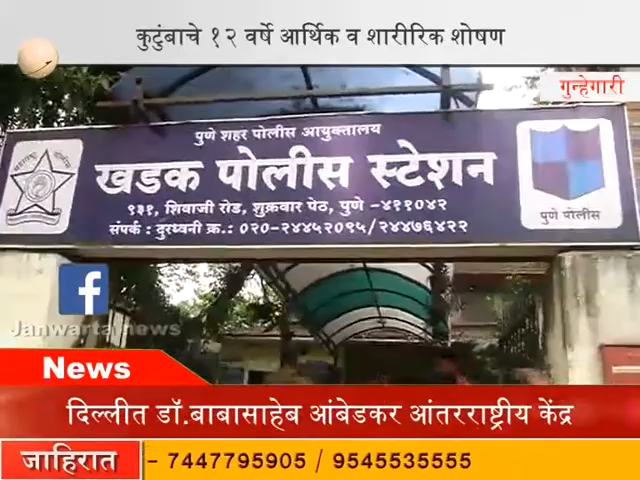 कुटुंबाचे १२ वर्षे आर्थिक व शारीरिक शोषण
गुन्हेगारी
पुणे शहर पोलीस आयुक्तालय
खडक पोलीस स्टेशन
९३१, शिवाजी रोड, शुक्रवार पेठ, पुणे -४११०४२
संपर्क : दुरध्वनी क्र.: ०२०-२४४५२०९५/२४४७६४२२
पुणे पोलीस
f
Janwarta news
News
दिल्लीत डॉ.बाबासाहेब आंबेडकर आंतरराष्ट्रीय केंद्र
जाहिरात - 7447795905 / 9545535555